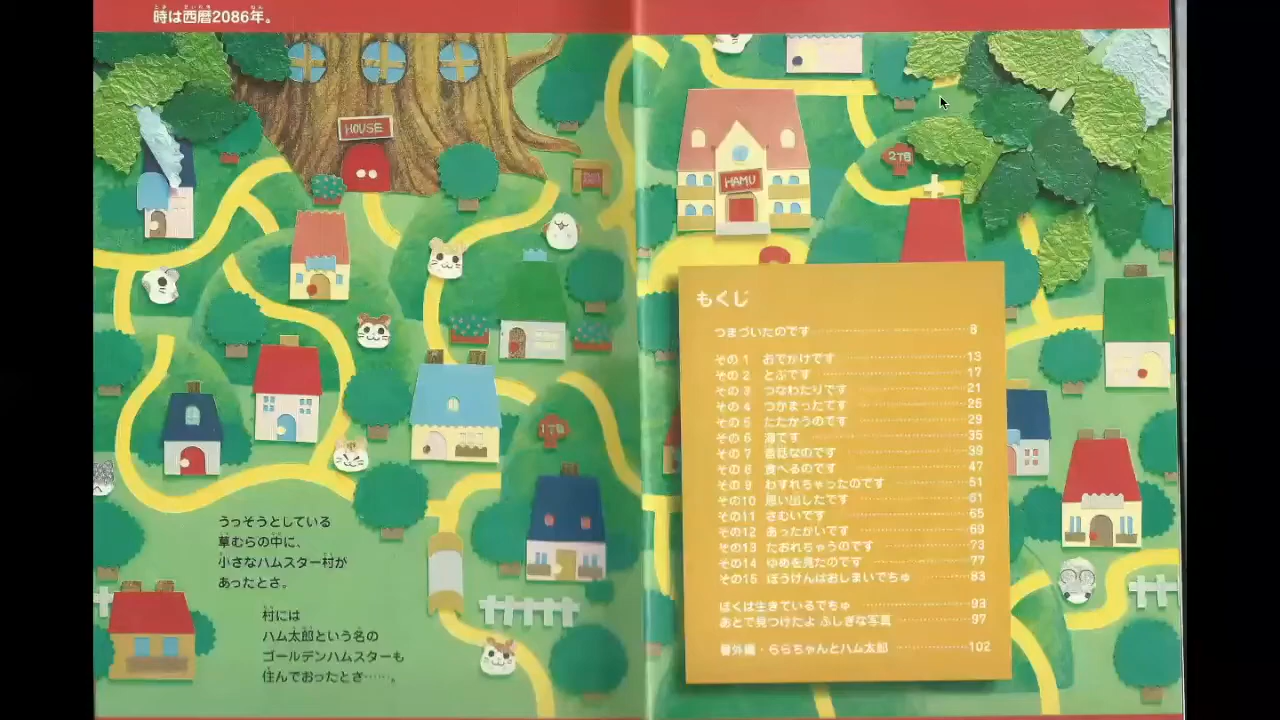 時は西暦2086年。
HOUSE
HAMU
2丁目
1丁目
うっそうとしている
草むらの中に、
小さなハムスター村が
あったとさ。
村には
ハム太郎という名の
ゴールデンハムスターも
住んでおったとさ……。
もくじ
つまづいたのです 8
その1 おでかけです 13
その2 とぶです 17
その3 つなわたりです 21
その4 つかまったです 25
その5 たたかうのです 29
その6 海です 35
その7 昔話なのです 39
その8 食べるのです 47
その9 わすれちゃったのです 51
その10 思い出したです 61
その11 さむいです 65
その12 あったかいです 69
その13 たおれちゃうのです 73
その14 ゆめを見たのです 77
その15 ぼうけんはおしまいでちゅ 83
ぼくは生きているでちゅ 93
あとで見つけたよ ふしぎな写真 97
番外編・ららちゃんとハム太郎 102